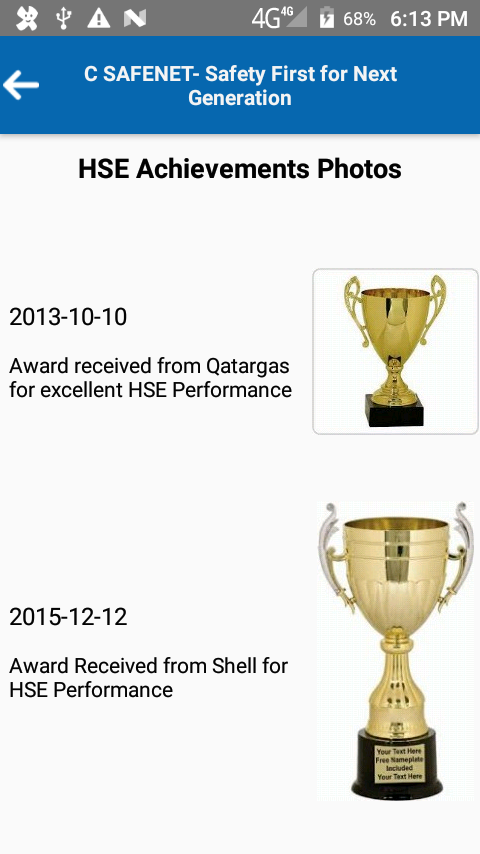 4G 4G 68% 6:13 PM
C SAFENET- Safety First for Next
Generation
HSE Achievements Photos
2013-10-10
Award received from Qatargas
for excellent HSE Performance
2015-12-12
Award Received from Shell for
HSE Performance
Your Text Here
Free Nameplate
Included
Your Text Here